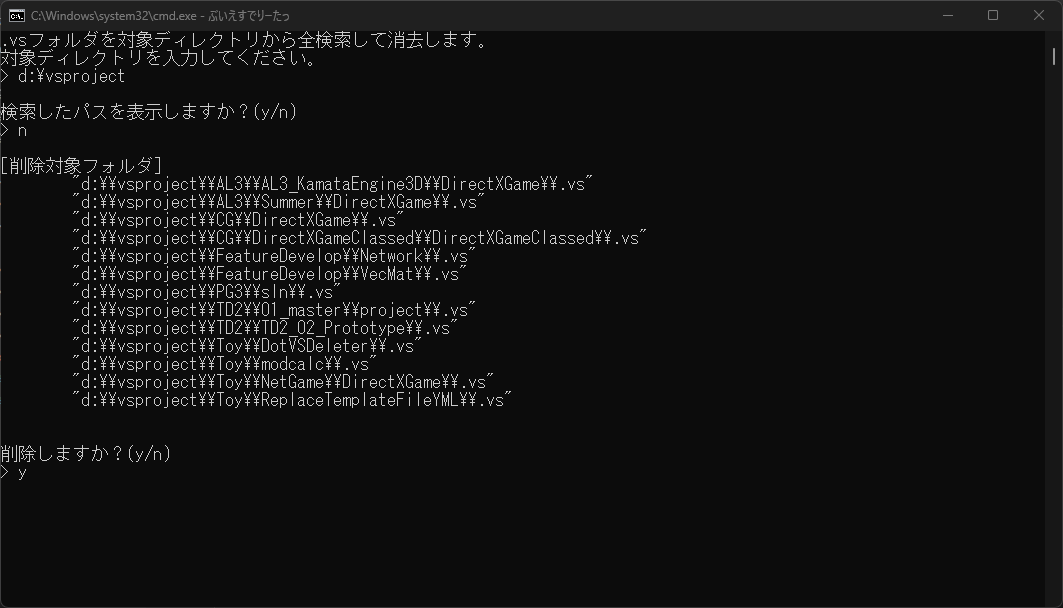 C:\Windows\system32\cmd.exe - ぶいえすでりーたっ
.vsフォルダを対象ディレクトリから全検索して消去します。
対象ディレクトリを入力してください。
> d:¥vsproject
検索したパスを表示しますか？(y/n)
> n
[削除対象フォルダ]
"d:¥¥vsproject¥¥AL3¥¥AL3_KamataEngine3D¥¥DirectXGame¥¥.vs"
"d:¥¥vsproject¥¥AL3¥¥Summer¥¥DirectXGame¥¥.vs"
"d:¥¥vsproject¥¥CG¥¥DirectXGame¥¥.vs"
"d:¥¥vsproject¥¥CG¥¥DirectXGameClassed¥¥DirectXGameClassed¥¥.vs"
"d:¥¥vsproject¥¥FeatureDevelop¥¥Network¥¥.vs"
"d:¥¥vsproject¥¥FeatureDevelop¥¥VecMat¥¥.vs"
"d:¥¥vsproject¥¥PG3¥¥sln¥¥.vs"
"d:¥¥vsproject¥¥TD2¥¥01_master¥¥project¥¥.vs"
"d:¥¥vsproject¥¥TD2¥¥TD2_02_Prototype¥¥.vs"
"d:¥¥vsproject¥¥Toy¥¥DotVSDeleter¥¥.vs"
"d:¥¥vsproject¥¥Toy¥¥modcalc¥¥.vs"
"d:¥¥vsproject¥¥Toy¥¥NetGame¥¥DirectXGame¥¥.vs"
"d:¥¥vsproject¥¥Toy¥¥ReplaceTemplateFileYML¥¥.vs"
削除しますか？(y/n)
> y